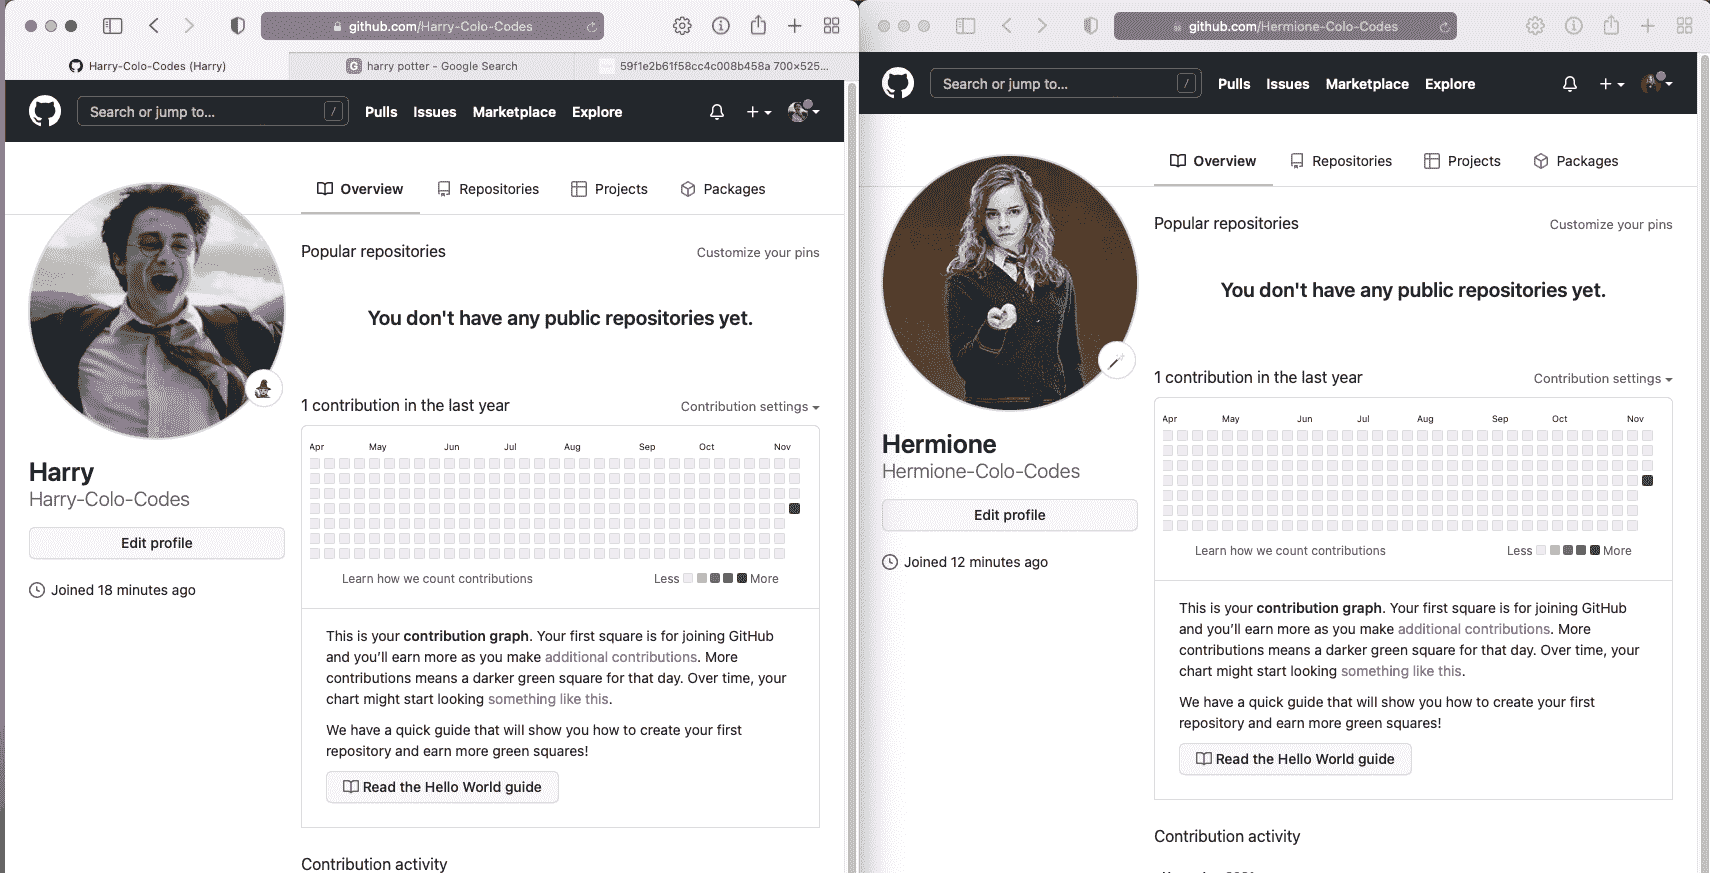 github.com/Harry-Colo-Codes
Harry-Colo-Codes (Harry)
G
harry potter - Google Search
59f1e2b61f58cc4c008b458a 700×525...
Search or jump to...
/
Pulls
Issues
Marketplace
Explore
Overview
Repositories
Projects
Packages
Popular repositories
Customize your pins
You don't have any public repositories yet.
1 contribution in the last year
Contribution settings
Apr May Jun Jul Aug Sep Oct Nov
Learn how we count contributions
Less More
Harry
Harry-Colo-Codes
Edit profile
Joined 18 minutes ago
This is your contribution graph. Your first square is for joining GitHub
and you'll earn more as you make additional contributions. More
contributions means a darker green square for that day. Over time, your
chart might start looking something like this.
We have a quick guide that will show you how to create your first
repository and earn more green squares!
Read the Hello World guide
Contribution activity
github.com/Hermione-Colo-Codes
Search or jump to...
/
Pulls
Issues
Marketplace
Explore
Overview
Repositories
Projects
Packages
Popular repositories
Customize your pins
You don't have any public repositories yet.
1 contribution in the last year
Contribution settings
Apr May Jun Jul Aug Sep Oct Nov
Learn how we count contributions
Less More
Hermione
Hermione-Colo-Codes
Edit profile
Joined 12 minutes ago
This is your contribution graph. Your first square is for joining GitHub
and you'll earn more as you make additional contributions. More
contributions means a darker green square for that day. Over time, your
chart might start looking something like this.
We have a quick guide that will show you how to create your first
repository and earn more green squares!
Read the Hello World guide
Contribution activity